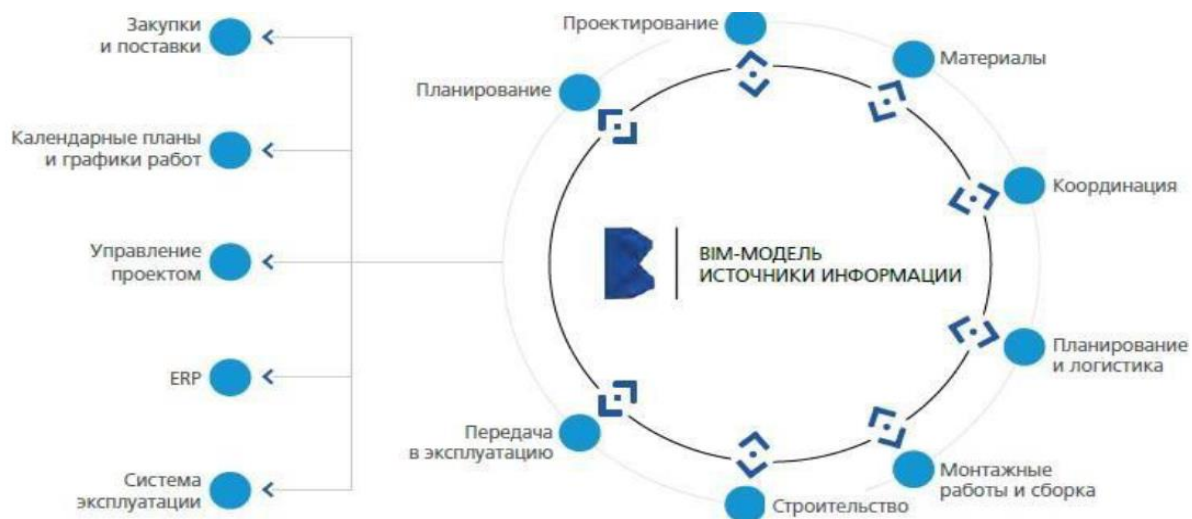 Закупки
и поставки
Календарные планы
и графики работ
Управление
проектом
ERP
Система
эксплуатации
Проектирование
Материалы
Планирование
Координация
BIM-МОДЕЛЬ
ИСТОЧНИКИ ИНФОРМАЦИИ
Планирование
и логистика
Передача
в эксплуатацию
Монтажные
работы и сборка
Строительство